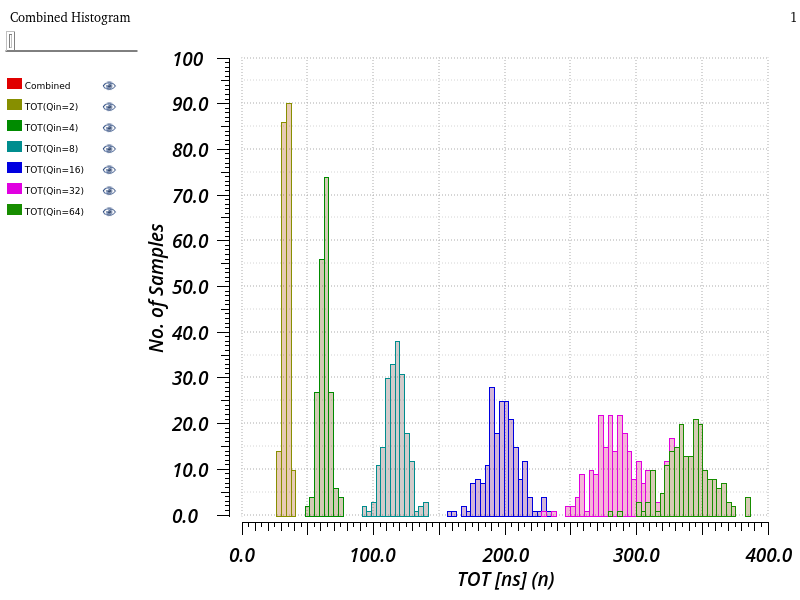 Combined Histogram
1
Combined
TOT(Qin=2)
TOT(Qin=4)
TOT(Qin=8)
TOT(Qin=16)
TOT(Qin=32)
TOT(Qin=64)
No. of Samples
100
90.0
80.0
70.0
60.0
50.0
40.0
30.0
20.0
10.0
0.0
0.0 100.0 200.0 300.0 400.0
TOT [ns] (n)